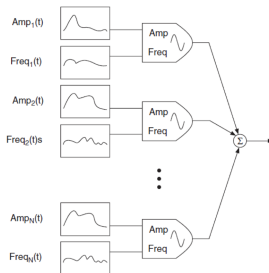 Amp1(t)
Amp
Freq
Freq1(t)
Amp2(t)
Amp
Freq
Freq2(t)s
Σ
AmpN(t)
Amp
Freq
FreqN(t)